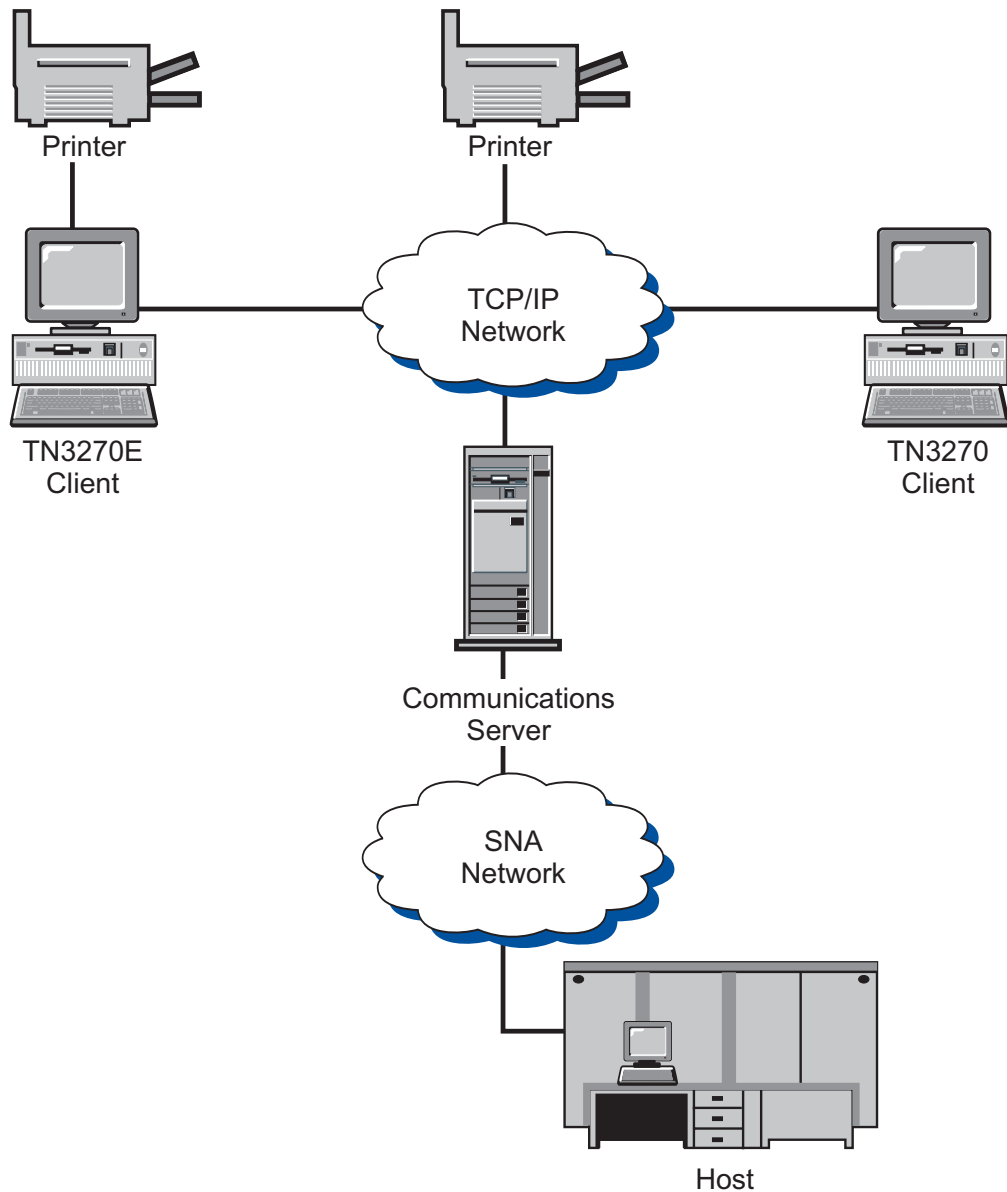 Printer
Printer
TCP/IP
Network
TN3270E
Client
TN3270
Client
Communications
Server
SNA
Network
Host